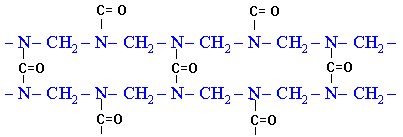 C= O C= O
– N – CH2 – N – CH2 – N – CH2 – N – CH2 – N – CH2 –
C=O C=O C=O
– N – CH2 – N – CH2 – N – CH2 – N – CH2 – N – CH2 –
C=O C=O